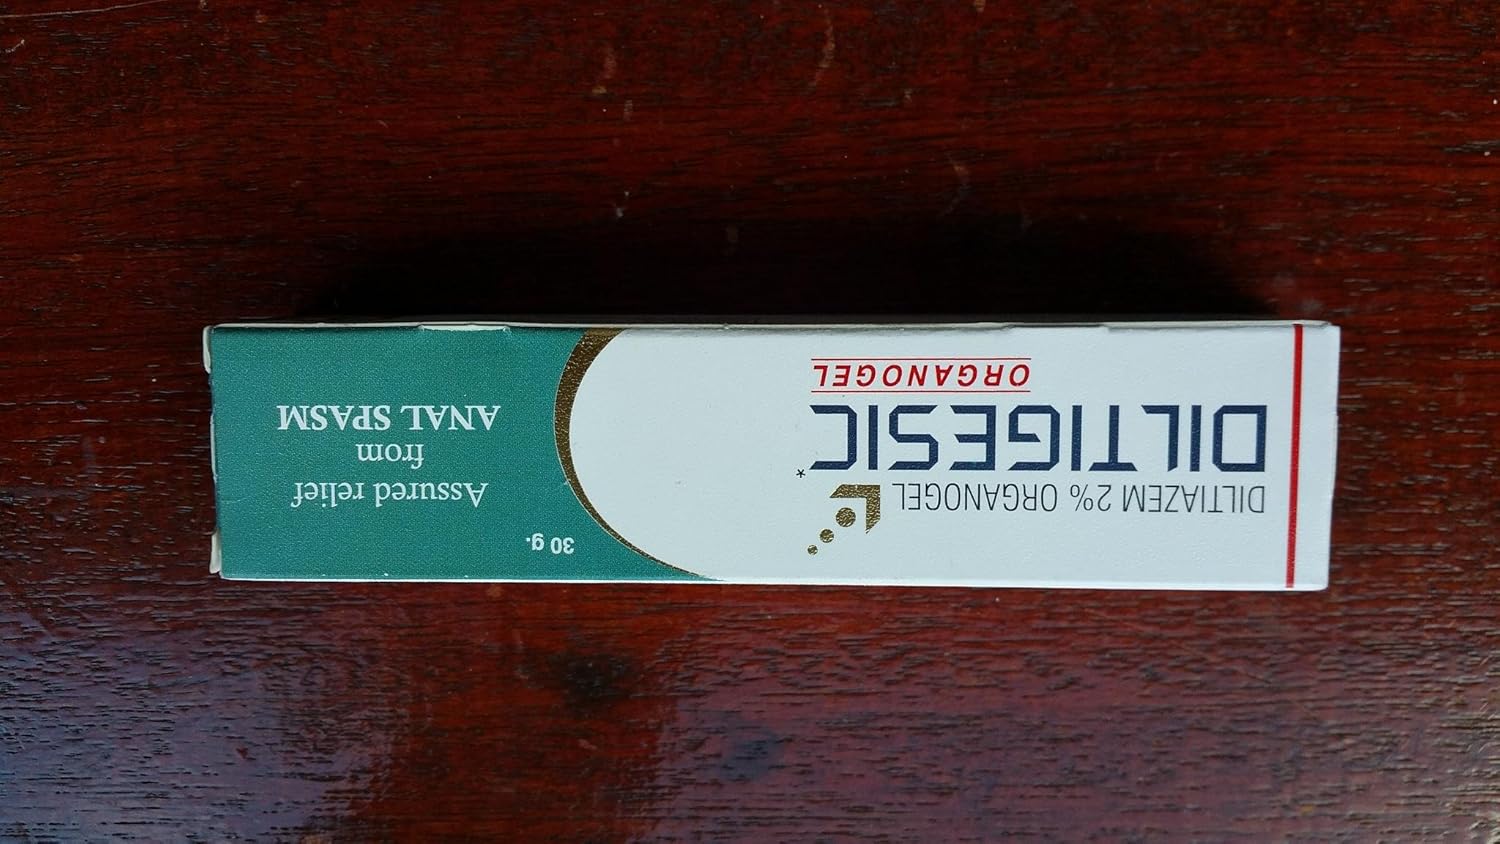 DILTIAZEM 2% ORGANOGEL
DILTIGESIC*
ORGANOGEL
30 g.
Assured relief
from
ANAL SPASM